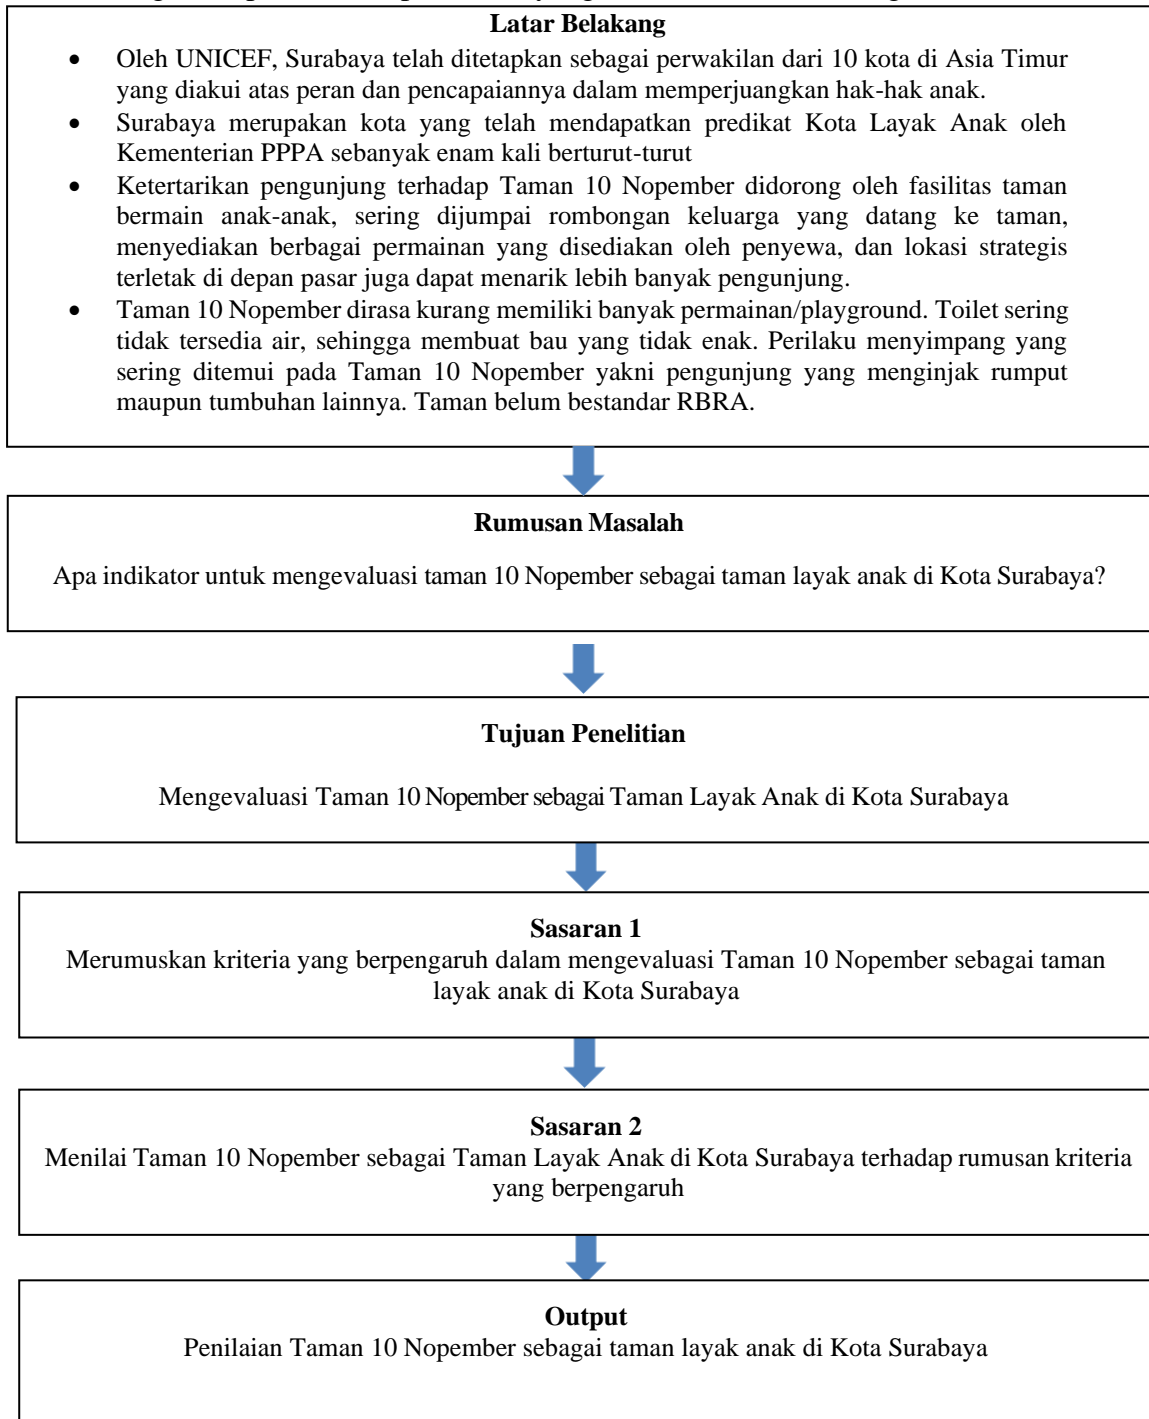 Latar Belakang
• Oleh UNICEF, Surabaya telah ditetapkan sebagai perwakilan dari 10 kota di Asia Timur
yang diakui atas peran dan pencapaiannya dalam memperjuangkan hak-hak anak.
• Surabaya merupakan kota yang telah mendapatkan predikat Kota Layak Anak oleh
Kementerian PPPA sebanyak enam kali berturut-turut
• Ketertarikan pengunjung terhadap Taman 10 Nopember didorong oleh fasilitas taman
bermain anak-anak, sering dijumpai rombongan keluarga yang datang ke taman,
menyediakan berbagai permainan yang disediakan oleh penyewa, dan lokasi strategis
terletak di depan pasar juga dapat menarik lebih banyak pengunjung.
• Taman 10 Nopember dirasa kurang memiliki banyak permainan/playground. Toilet sering
tidak tersedia air, sehingga membuat bau yang tidak enak. Perilaku menyimpang yang
sering ditemui pada Taman 10 Nopember yakni pengunjung yang menginjak rumput
maupun tumbuhan lainnya. Taman belum bestandar RBRA.
Rumusan Masalah
Apa indikator untuk mengevaluasi taman 10 Nopember sebagai taman layak anak di Kota Surabaya?
Tujuan Penelitian
Mengevaluasi Taman 10 Nopember sebagai Taman Layak Anak di Kota Surabaya
Sasaran 1
Merumuskan kriteria yang berpengaruh dalam mengevaluasi Taman 10 Nopember sebagai taman
layak anak di Kota Surabaya
Sasaran 2
Menilai Taman 10 Nopember sebagai Taman Layak Anak di Kota Surabaya terhadap rumusan kriteria
yang berpengaruh
Output
Penilaian Taman 10 Nopember sebagai taman layak anak di Kota Surabaya